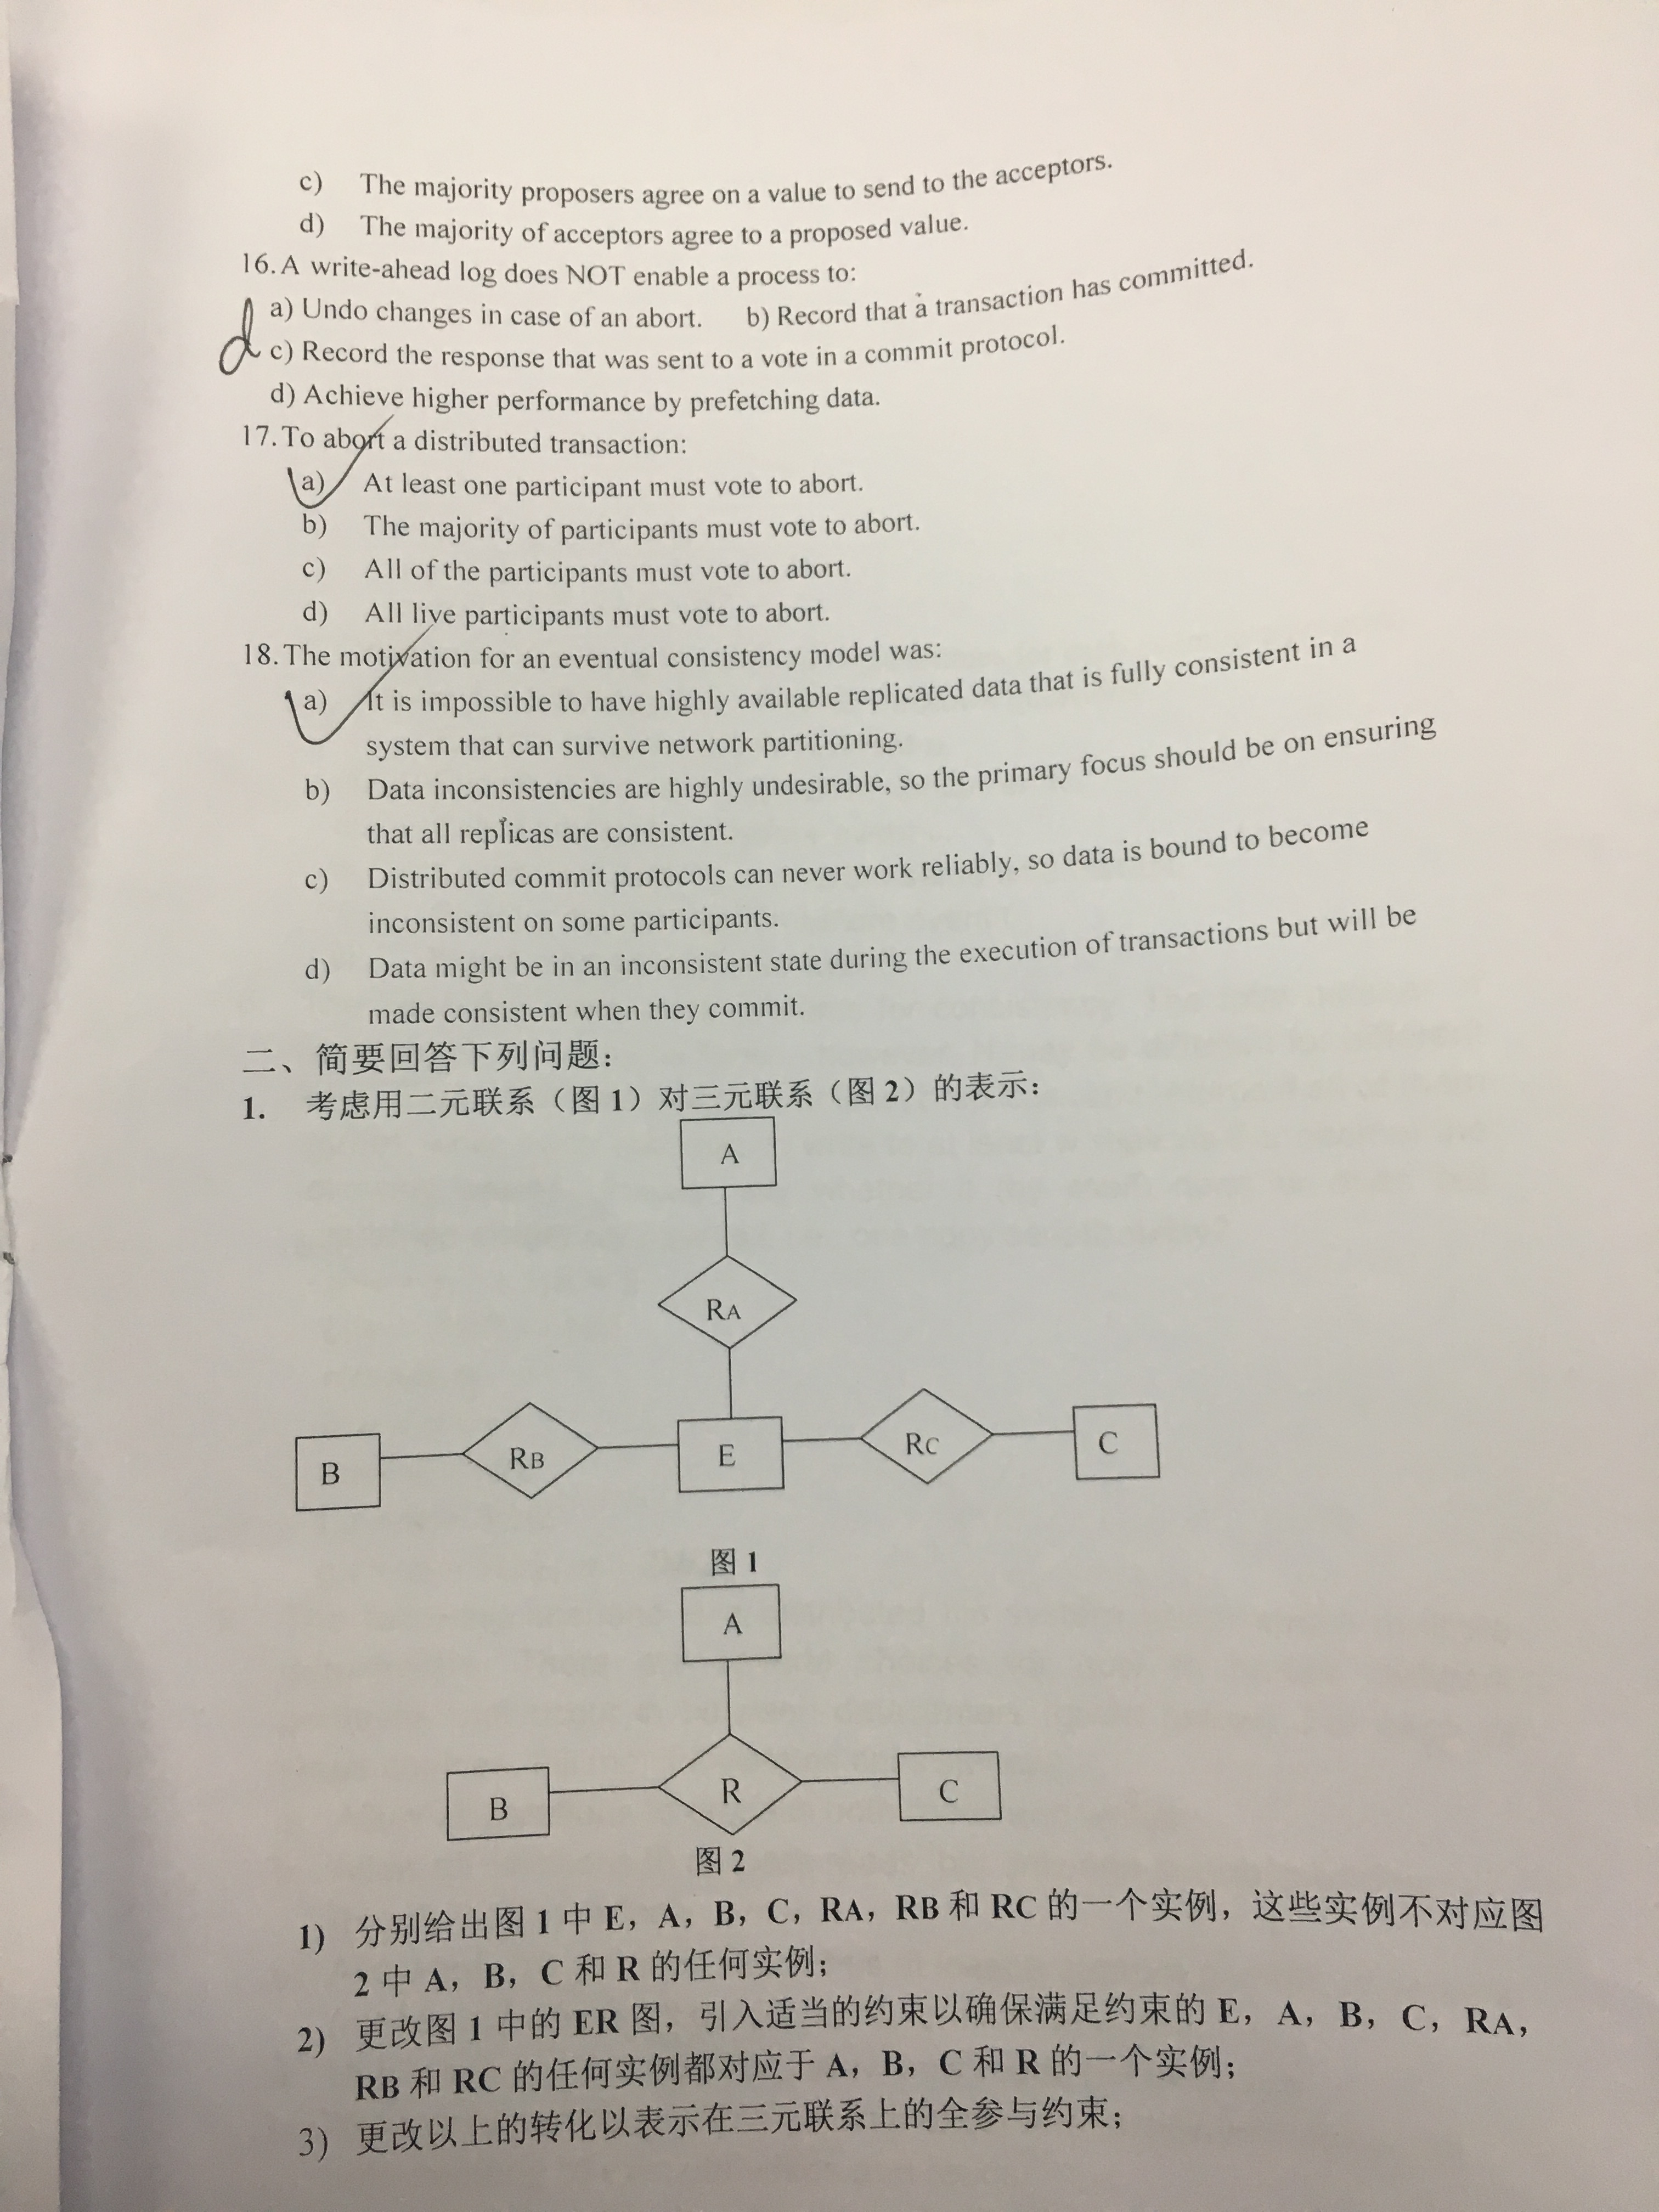 c) The majority proposers agree on a value to send to the acceptors.
d) The majority of acceptors agree to a proposed value.
16. A write-ahead log does NOT enable a process to:
a) Undo changes in case of an abort. b) Record that a transaction has committed.
d
c) Record the response that was sent to a vote in a commit protocol.
d) Achieve higher performance by prefetching data.
17. To abort a distributed transaction:
a) At least one participant must vote to abort.
b) The majority of participants must vote to abort.
c) All of the participants must vote to abort.
d) All live participants must vote to abort.
18. The motivation for an eventual consistency model was:
a) It is impossible to have highly available replicated data that is fully consistent in a
system that can survive network partitioning.
b) Data inconsistencies are highly undesirable, so the primary focus should be on ensuring
that all replicas are consistent.
c) Distributed commit protocols can never work reliably, so data is bound to become
inconsistent on some participants.
d) Data might be in an inconsistent state during the execution of transactions but will be
made consistent when they commit.
二、简要回答下列问题：
1. 考虑用二元联系（图 1）对三元联系（图 2）的表示：
A
RA
B RB E RC C
图 1
A
B R C
图 2
1) 分别给出图 1 中 E，A，B，C，RA，RB 和 RC 的一个实例，这些实例不对应图
2 中 A，B，C 和 R 的任何实例；
2) 更改图 1 中的 ER 图，引入适当的约束以确保满足约束的 E，A，B，C，RA，
RB 和 RC 的任何实例都对应于 A，B，C 和 R 的一个实例；
3) 更改以上的转化以表示在三元联系上的全参与约束；